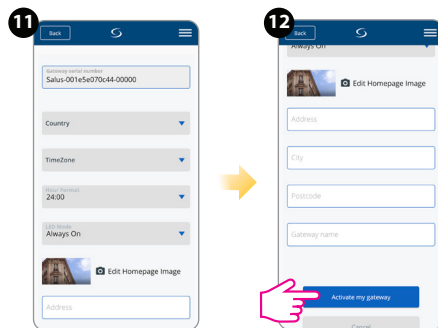 11
Back
Gateway serial number
Salus-001e5e070c44-00000
Country
TimeZone
Hour Format
24:00
LED Mode
Always On
Edit Homepage Image
Address
12
Back
Always On
Edit Homepage Image
Address
City
Postcode
Gateway name
Activate my gateway
Cancel